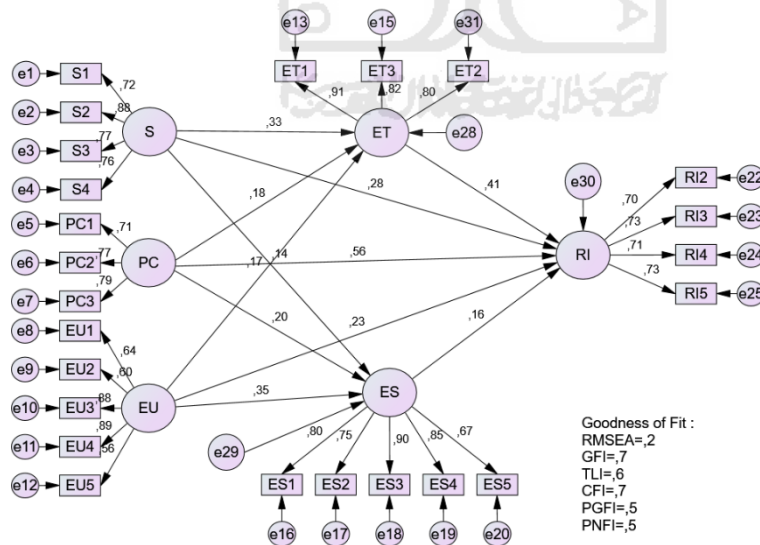 e13 e15 e31
ET1 ET3 ET2
,91 ,82 ,80
e1 S1 ,72
e2 S2 ,88
e3 S3 ,77
e4 S4 ,76
S ,33 ET e28
,18 ,28 ,41 e30
e5 PC1 ,71
e6 PC2 ,77
e7 PC3 ,79
PC ,17 ,14 ,56 RI
,70 RI2 e22
,73 RI3 e23
,71 RI4 e24
,73 RI5 e25
,20 ,23 ,16
e8 EU1 ,64
e9 EU2 ,60
e10 EU3 ,88
e11 EU4 ,89
e12 EU5 ,56
EU ,35 ES
e29 ,80 ,75 ,90 ,85 ,67
ES1 ES2 ES3 ES4 ES5
e16 e17 e18 e19 e20
Goodness of Fit :
RMSEA=,2
GFI=,7
TLI=,6
CFI=,7
PGFI=,5
PNFI=,5